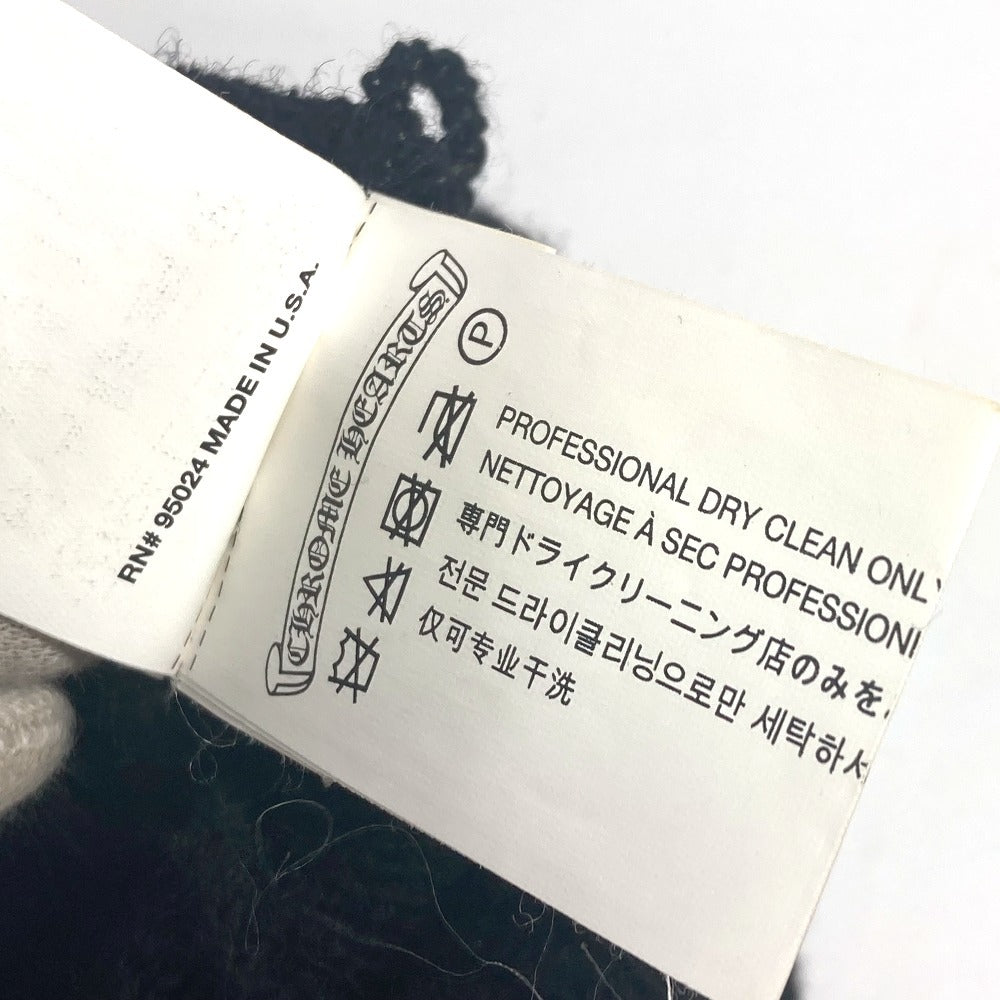 RN# 95024 MADE IN U.S.A.
CHROME HEARTS
P
PROFESSIONAL DRY CLEAN ONLY
NETTOYAGE À SEC PROFESSIONN
専門ドライクリーニング店のみを
전문 드라이클리닝으로만 세탁하
仅可专业干洗